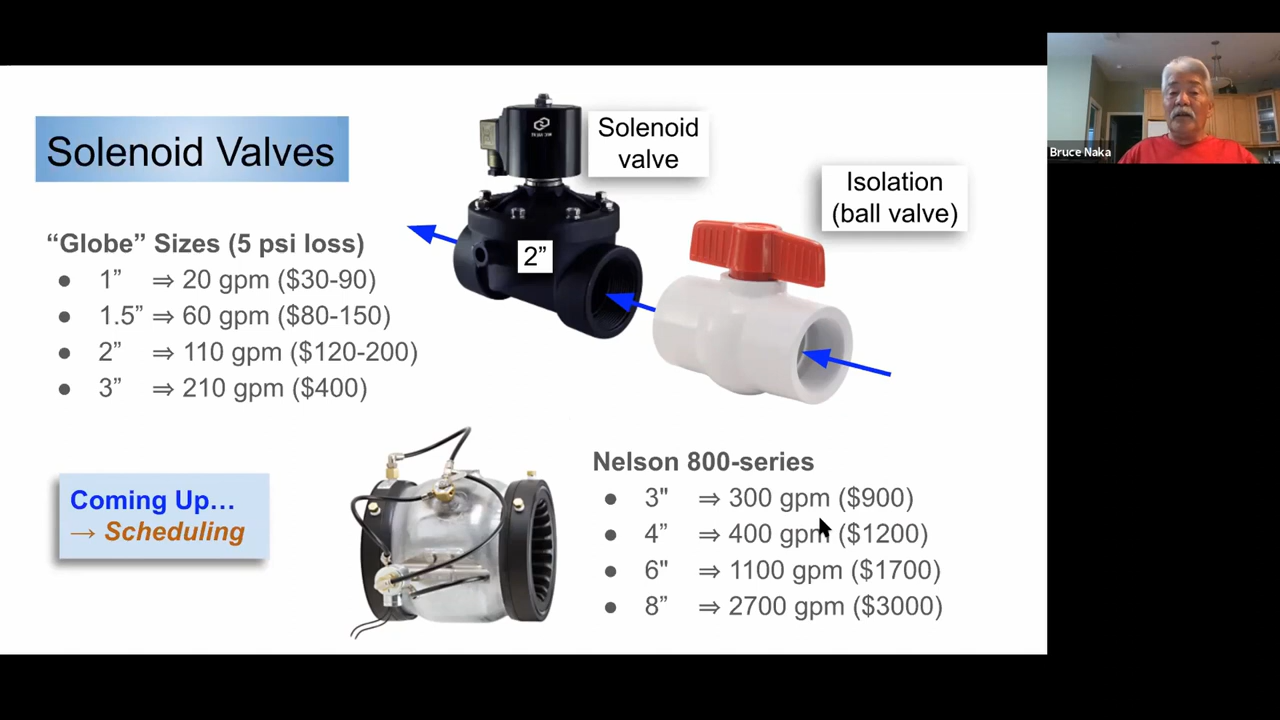 Solenoid Valves
Solenoid
valve
Isolation
(ball valve)
2”
“Globe” Sizes (5 psi loss)
● 1” ⇒ 20 gpm ($30-90)
● 1.5” ⇒ 60 gpm ($80-150)
● 2” ⇒ 110 gpm ($120-200)
● 3” ⇒ 210 gpm ($400)
Coming Up…
→ Scheduling
Nelson 800-series
● 3" ⇒ 300 gpm ($900)
● 4” ⇒ 400 gpm ($1200)
● 6" ⇒ 1100 gpm ($1700)
● 8” ⇒ 2700 gpm ($3000)
Bruce Naka